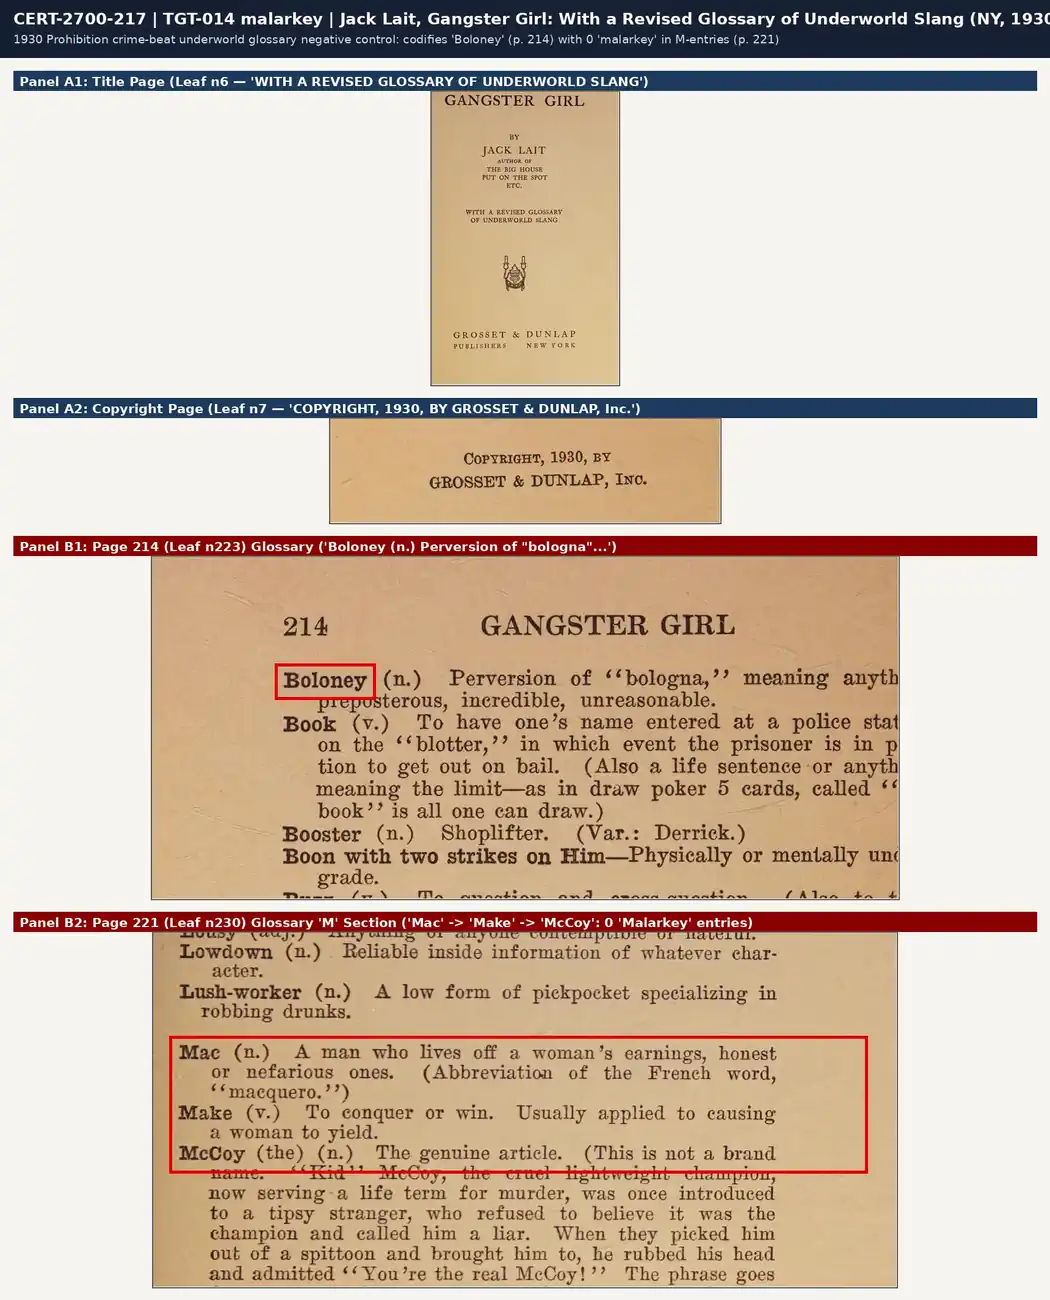 CERT-2700-217 | TGT-014 malarkey | Jack Lait, Gangster Girl: With a Revised Glossary of Underworld Slang (NY, 1930
1930 Prohibition crime-beat underworld glossary negative control: codifies 'Boloney' (p. 214) with 0 'malarkey' in M-entries (p. 221)
Panel A1: Title Page (Leaf n6 — 'WITH A REVISED GLOSSARY OF UNDERWORLD SLANG')
GANGSTER GIRL
BY
JACK LAIT
AUTHOR OF
THE BIG HOUSE
PUT ON THE SPOT
ETC.
WITH A REVISED GLOSSARY
OF UNDERWORLD SLANG
GROSSET & DUNLAP
PUBLISHERS NEW YORK
Panel A2: Copyright Page (Leaf n7 — 'COPYRIGHT, 1930, BY GROSSET & DUNLAP, Inc.')
COPYRIGHT, 1930, BY
GROSSET & DUNLAP, INC.
Panel B1: Page 214 (Leaf n223) Glossary ('Boloney (n.) Perversion of "bologna"...')
214 GANGSTER GIRL
Boloney (n.) Perversion of ‘‘bologna,’’ meaning anyth
preposterous, incredible, unreasonable.
Book (v.) To have one’s name entered at a police stat
on the ‘‘blotter,’’ in which event the prisoner is in p
tion to get out on bail. (Also a life sentence or anyth
meaning the limit—as in draw poker 5 cards, called ‘‘
book’’ is all one can draw.)
Booster (n.) Shoplifter. (Var.: Derrick.)
Boon with two strikes on Him—Physically or mentally und
grade.
(v.) To question and cross-question. (Also to t
Panel B2: Page 221 (Leaf n230) Glossary 'M' Section ('Mac' -> 'Make' -> 'McCoy': 0 'Malarkey' entries)
Lousy (adj.) Anything or anyone contemptible or hateful.
Lowdown (n.) Reliable inside information of whatever char-
acter.
Lush-worker (n.) A low form of pickpocket specializing in
robbing drunks.
Mac (n.) A man who lives off a woman’s earnings, honest
or nefarious ones. (Abbreviation of the French word,
‘‘macquero.’’)
Make (v.) To conquer or win. Usually applied to causing
a woman to yield.
McCoy (the) (n.) The genuine article. (This is not a brand
name. ‘‘Kid’’ McCoy, the cruel lightweight champion,
now serving a life term for murder, was once introduced
to a tipsy stranger, who refused to believe it was the
champion and called him a liar. When they picked him
out of a spittoon and brought him to, he rubbed his head
and admitted ‘‘You’re the real McCoy!’’ The phrase goes